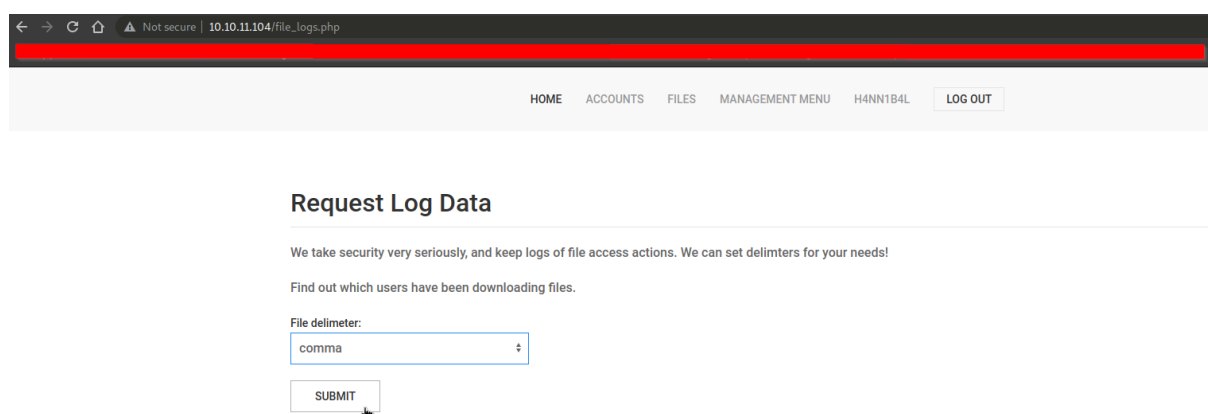 Not secure | 10.10.11.104/file_logs.php
HOME ACCOUNTS FILES MANAGEMENT MENU H4NN1B4L LOG OUT
Request Log Data
We take security very seriously, and keep logs of file access actions. We can set delimters for your needs!
Find out which users have been downloading files.
File delimeter:
comma
SUBMIT